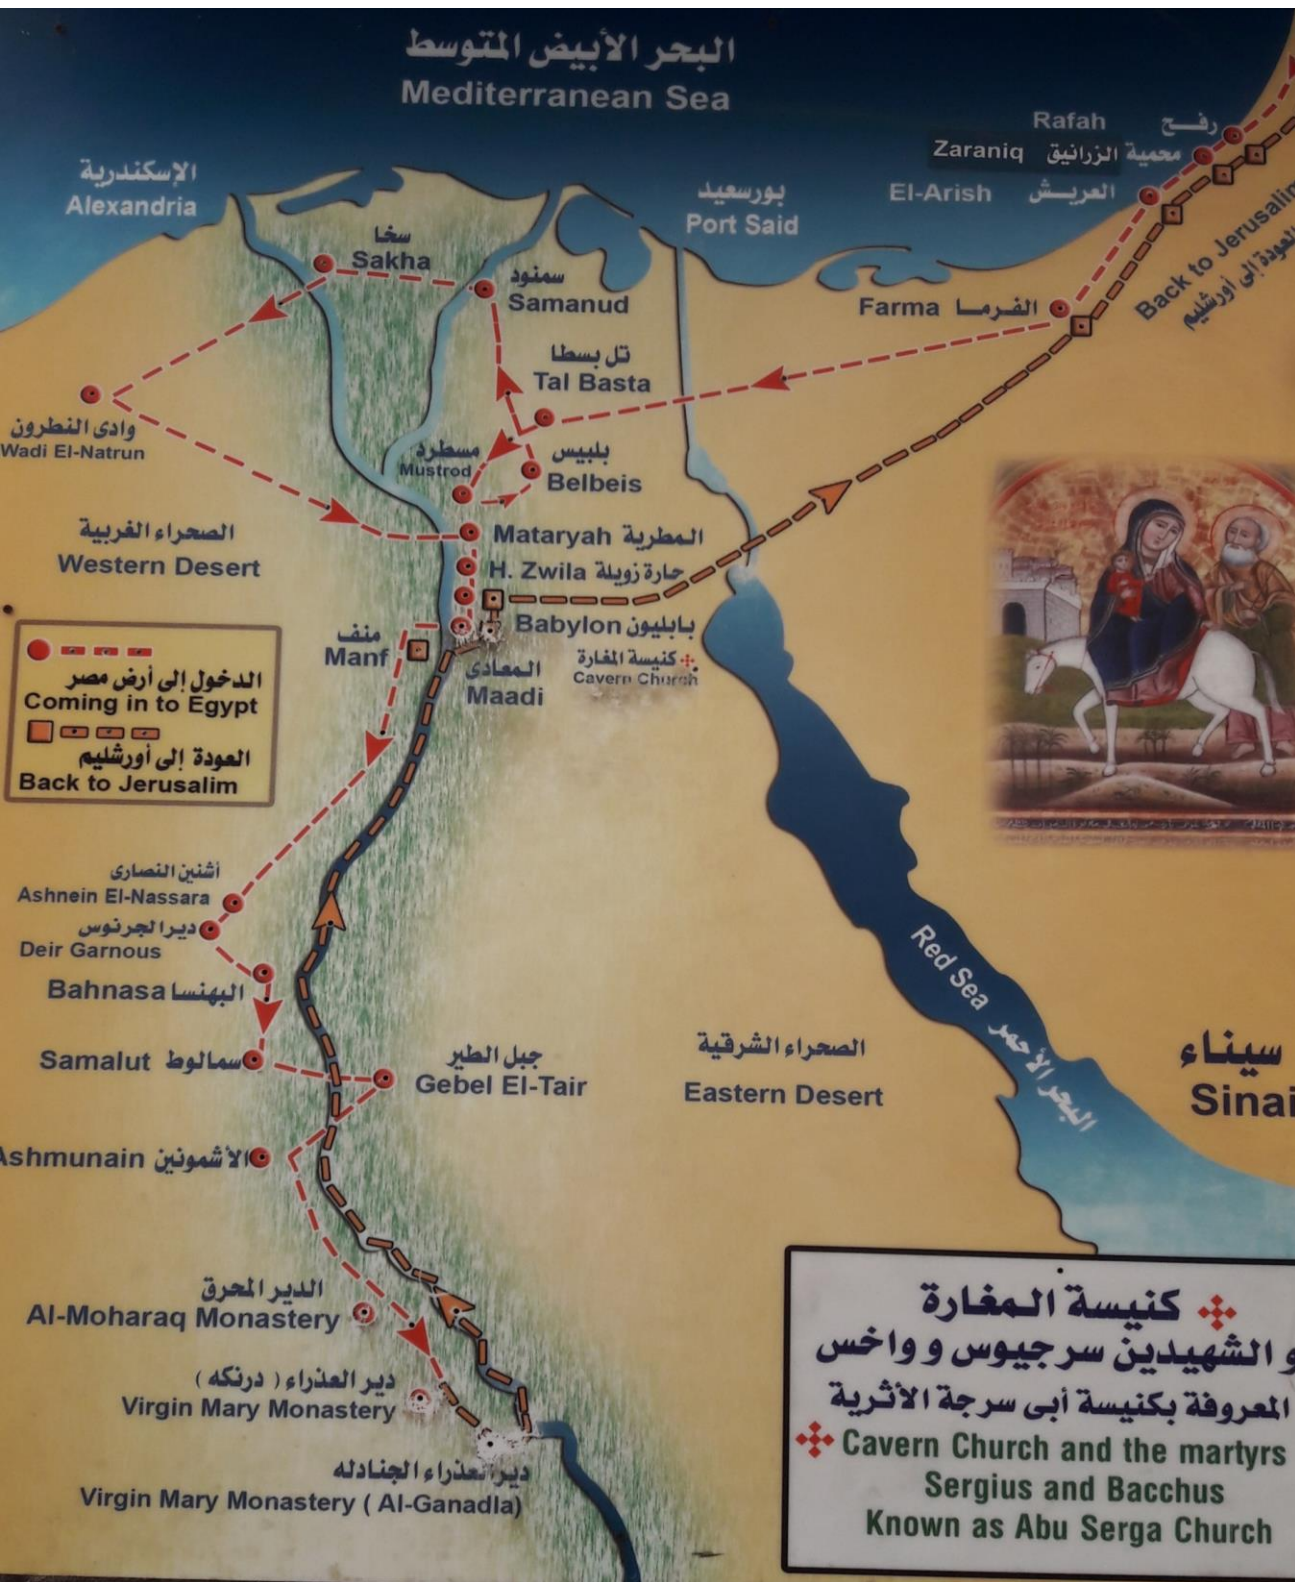 البحر الأبيض المتوسط
Mediterranean Sea
Rafah رفح
Zaraniq محمية الزرانيق
الإسكندرية
Alexandria
بورسعيد
Port Said
El-Arish العريش
Back to Jerusalim
العودة إلى أورشليم
سخا
Sakha
سمنود
Samanud
Farma الفرما
تل بسطا
Tal Basta
وادى النطرون
Wadi El-Natrun
مسطرد
Mustrod
بلبيس
Belbeis
الصحراء الغربية
Western Desert
Mataryah المطرية
H. Zwila حارة زويلة
Babylon بابليون
منف
Manf
كنيسة المغارة
Cavern Church
المعادى
Maadi
الدخول إلى أرض مصر
Coming in to Egypt
العودة إلى أورشليم
Back to Jerusalim
أشنين النصارى
Ashnein El-Nassara
دير الجرنوس
Deir Garnous
Bahnasa البهنسا
Red Sea البحر الأحمر
Samalut سمالوط
جبل الطير
Gebel El-Tair
الصحراء الشرقية
Eastern Desert
سيناء
Sinai
Ashmunain الأشمونين
الدير المحرق
Al-Moharaq Monastery
دير العذراء ( درنكه )
Virgin Mary Monastery
دير العذراء الجنادله
Virgin Mary Monastery ( Al-Ganadla)
كنيسة المغارة
و الشهيدين سرجيوس و واخس
المعروفة بكنيسة أبى سرجة الأثرية
Cavern Church and the martyrs
Sergius and Bacchus
Known as Abu Serga Church